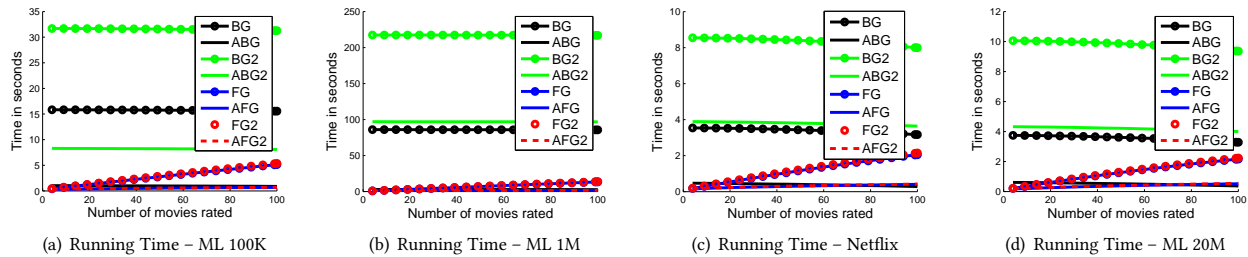 35
30
25
20
15
10
5
0
0 20 40 60 80 100
Time in seconds
Number of movies rated
BG
ABG
BG2
ABG2
FG
AFG
FG2
AFG2
(a) Running Time – ML 100K
250
200
150
100
50
0
0 20 40 60 80 100
Time in seconds
Number of movies rated
BG
ABG
BG2
ABG2
FG
AFG
FG2
AFG2
(b) Running Time – ML 1M
10
8
6
4
2
0
0 20 40 60 80 100
Time in seconds
Number of movies rated
BG
ABG
BG2
ABG2
FG
AFG
FG2
AFG2
(c) Running Time – Netflix
12
10
8
6
4
2
0
0 20 40 60 80 100
Time in seconds
Number of movies rated
BG
ABG
BG2
ABG2
FG
AFG
FG2
AFG2
(d) Running Time – ML 20M